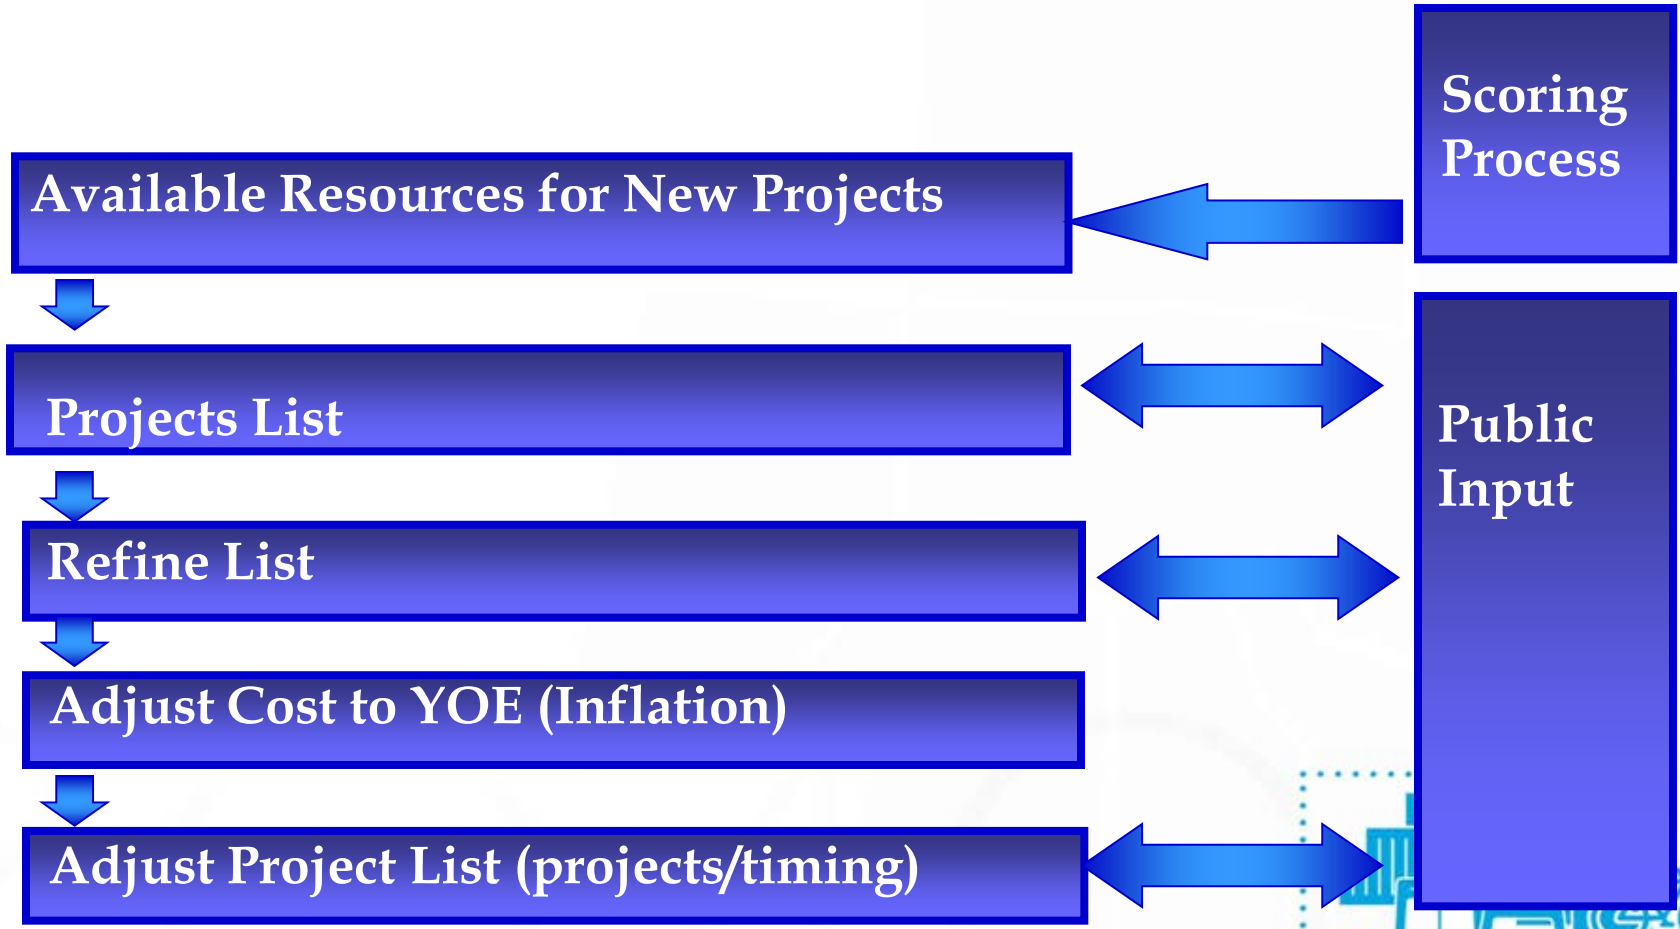 Scoring
Process
Available Resources for New Projects
Projects List
Public
Input
Refine List
Adjust Cost to YOE (Inflation)
Adjust Project List (projects/timing)